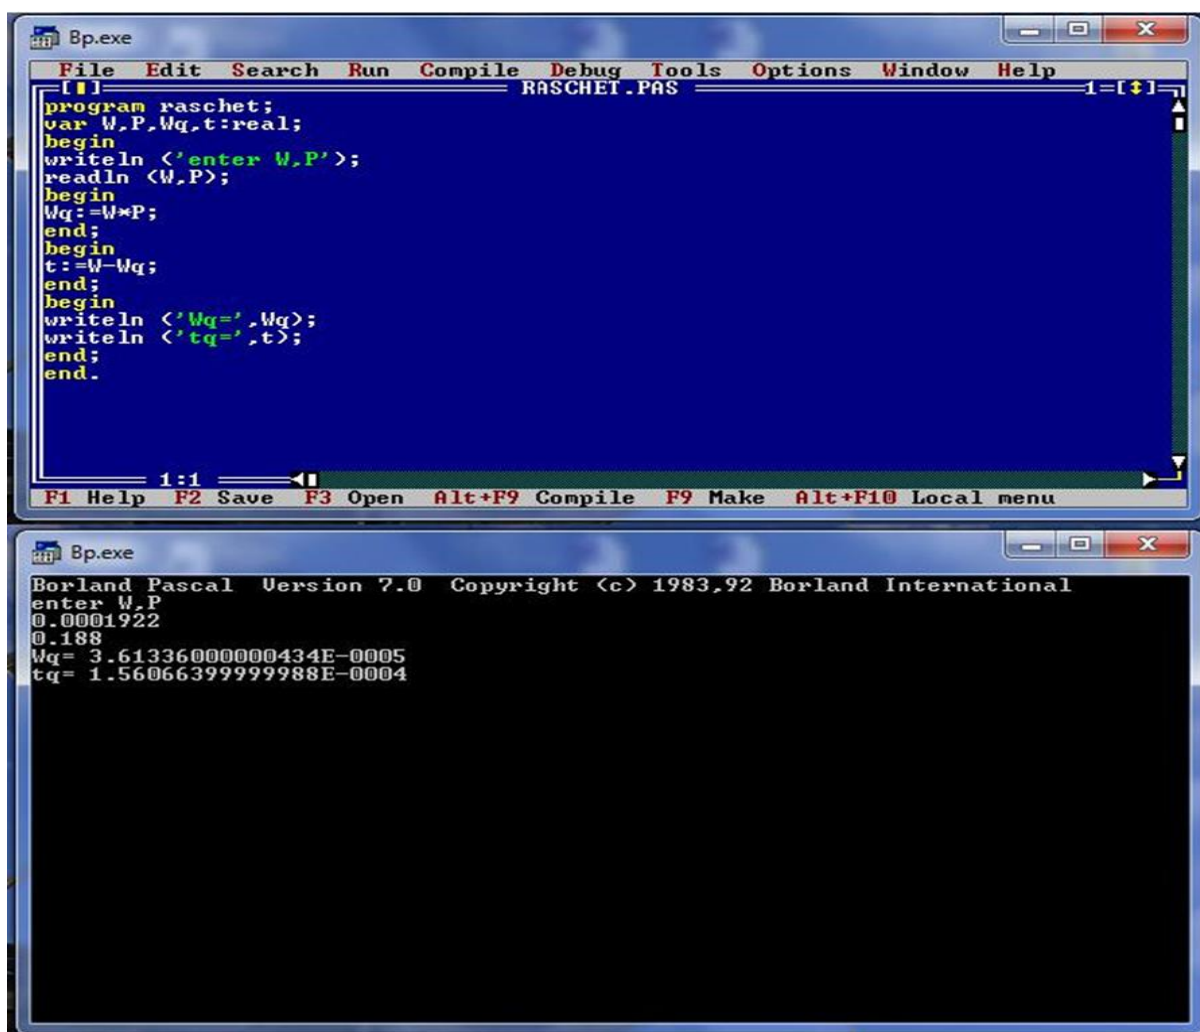 Bp.exe
File Edit Search Run Compile Debug Tools Options Window Help
RASCHET.PAS 1=[↕]
program raschet;
var W,P,Wq,t:real;
begin
writeln ('enter W,P');
readln (W,P);
begin
Wq:=W*P;
end;
begin
t:=W-Wq;
end;
begin
writeln ('Wq=',Wq);
writeln ('tq=',t);
end;
end.
1:1
F1 Help F2 Save F3 Open Alt+F9 Compile F9 Make Alt+F10 Local menu
Bp.exe
Borland Pascal Version 7.0 Copyright (c) 1983,92 Borland International
enter W,P
0.0001922
0.188
Wq= 3.61336000000434E-0005
tq= 1.56066399999988E-0004